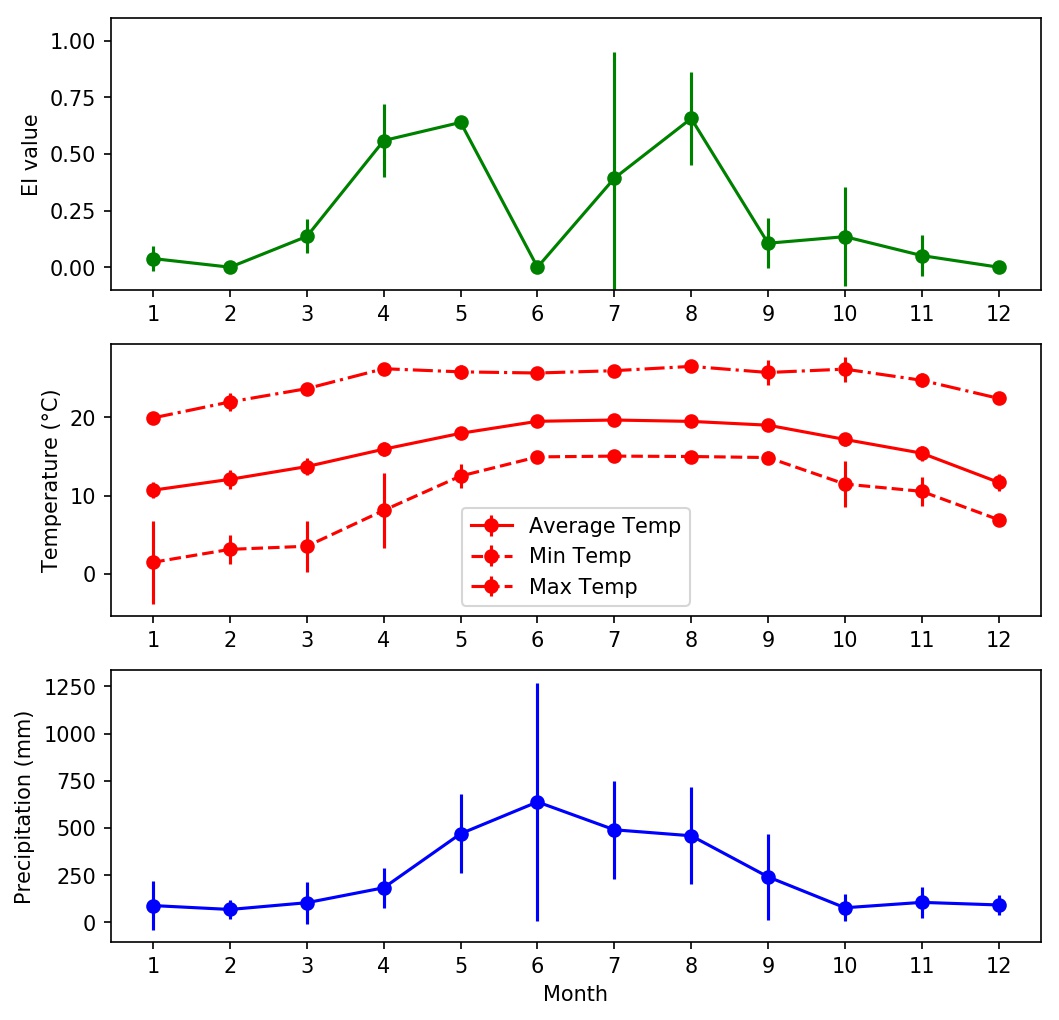 EI value
1.00
0.75
0.50
0.25
0.00
1 2 3 4 5 6 7 8 9 10 11 12
Temperature (°C)
20
10
0
Average Temp
Min Temp
Max Temp
1 2 3 4 5 6 7 8 9 10 11 12
Precipitation (mm)
1250
1000
750
500
250
0
1 2 3 4 5 6 7 8 9 10 11 12
Month